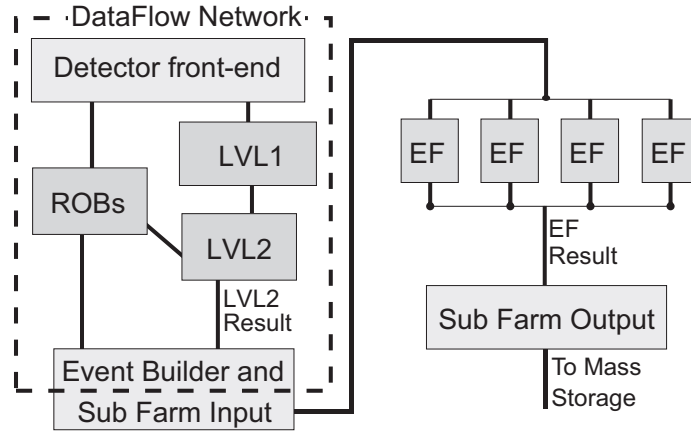 DataFlow Network
Detector front-end
LVL1
ROBs
LVL2
LVL2
Result
Event Builder and
Sub Farm Input
EF
EF
EF
EF
EF
Result
Sub Farm Output
To Mass
Storage